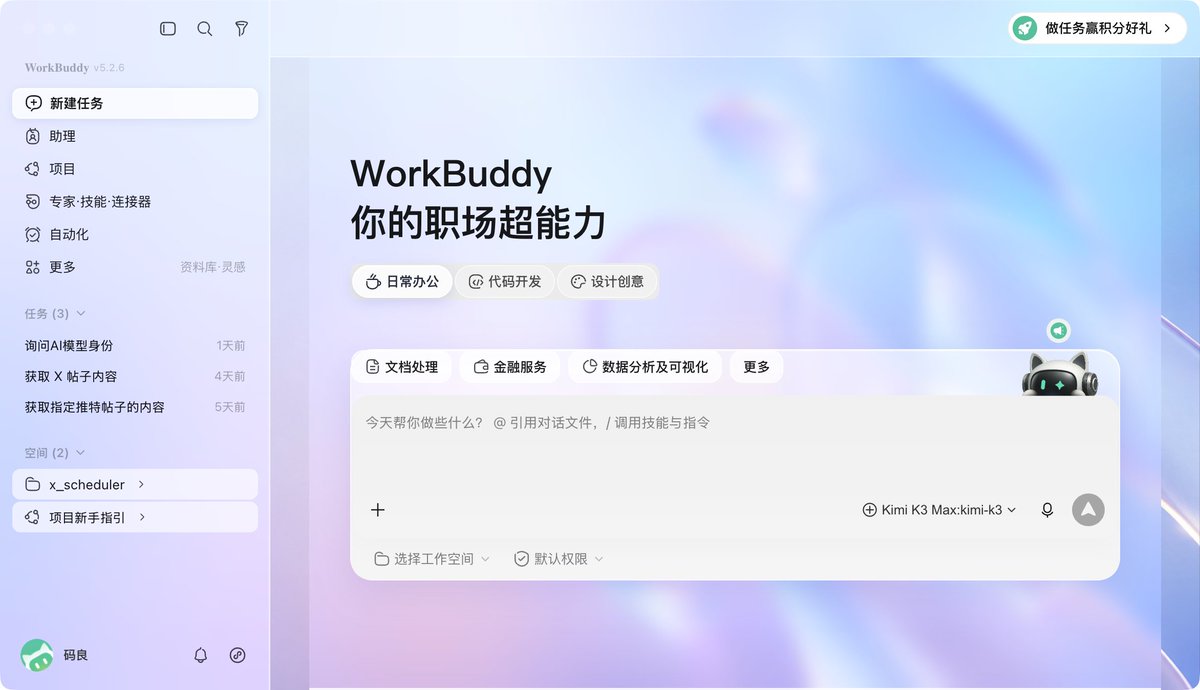 WorkBuddy v5.2.6
新建任务
助理
项目
专家·技能·连接器
自动化
更多 资料库·灵感
任务 (3)
询问AI模型身份 1天前
获取 X 帖子内容 4天前
获取指定推特帖子的内容 5天前
空间 (2)
x_scheduler
项目新手指引
码良
做任务赢积分好礼
WorkBuddy
你的职场超能力
日常办公 代码开发 设计创意
文档处理 金融服务 数据分析及可视化 更多
今天帮你做些什么? @ 引用对话文件, / 调用技能与指令
Kimi K3 Max:kimi-k3
选择工作空间 默认权限